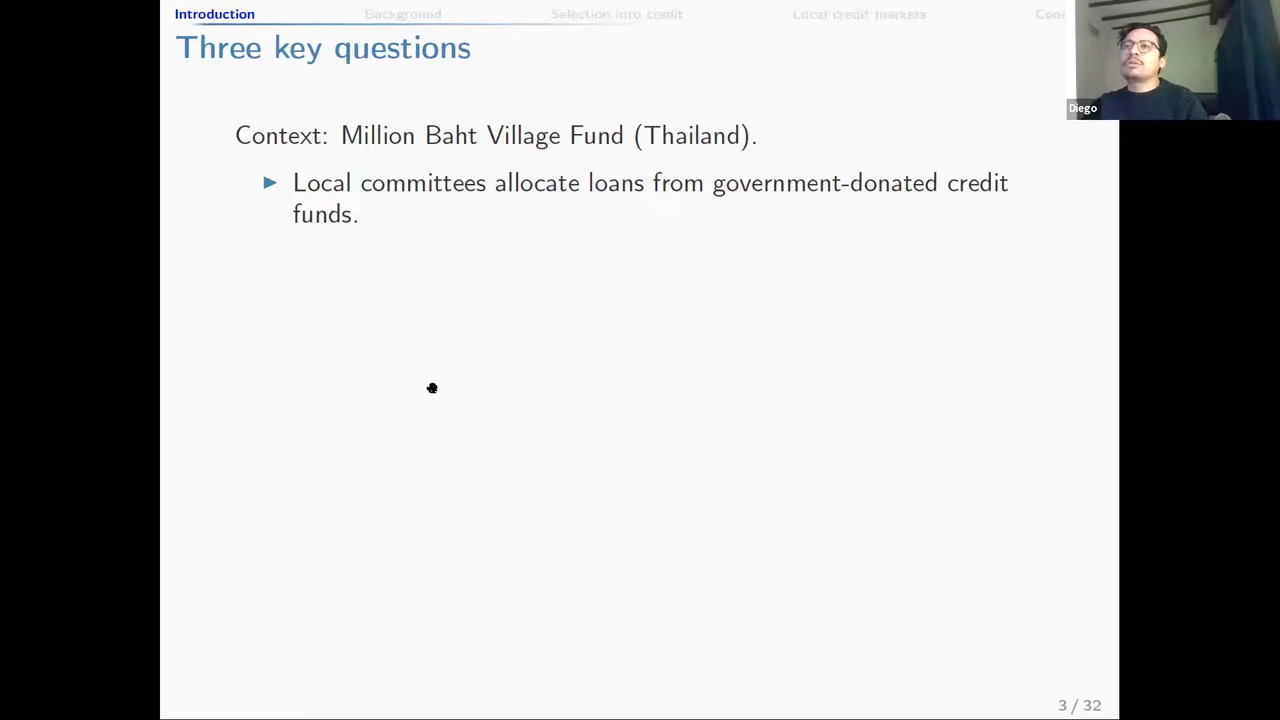 Introduction Background Selection into credit Local credit markets
Three key questions
Diego
Context: Million Baht Village Fund (Thailand).
Local committees allocate loans from government-donated credit
funds.
3 / 32